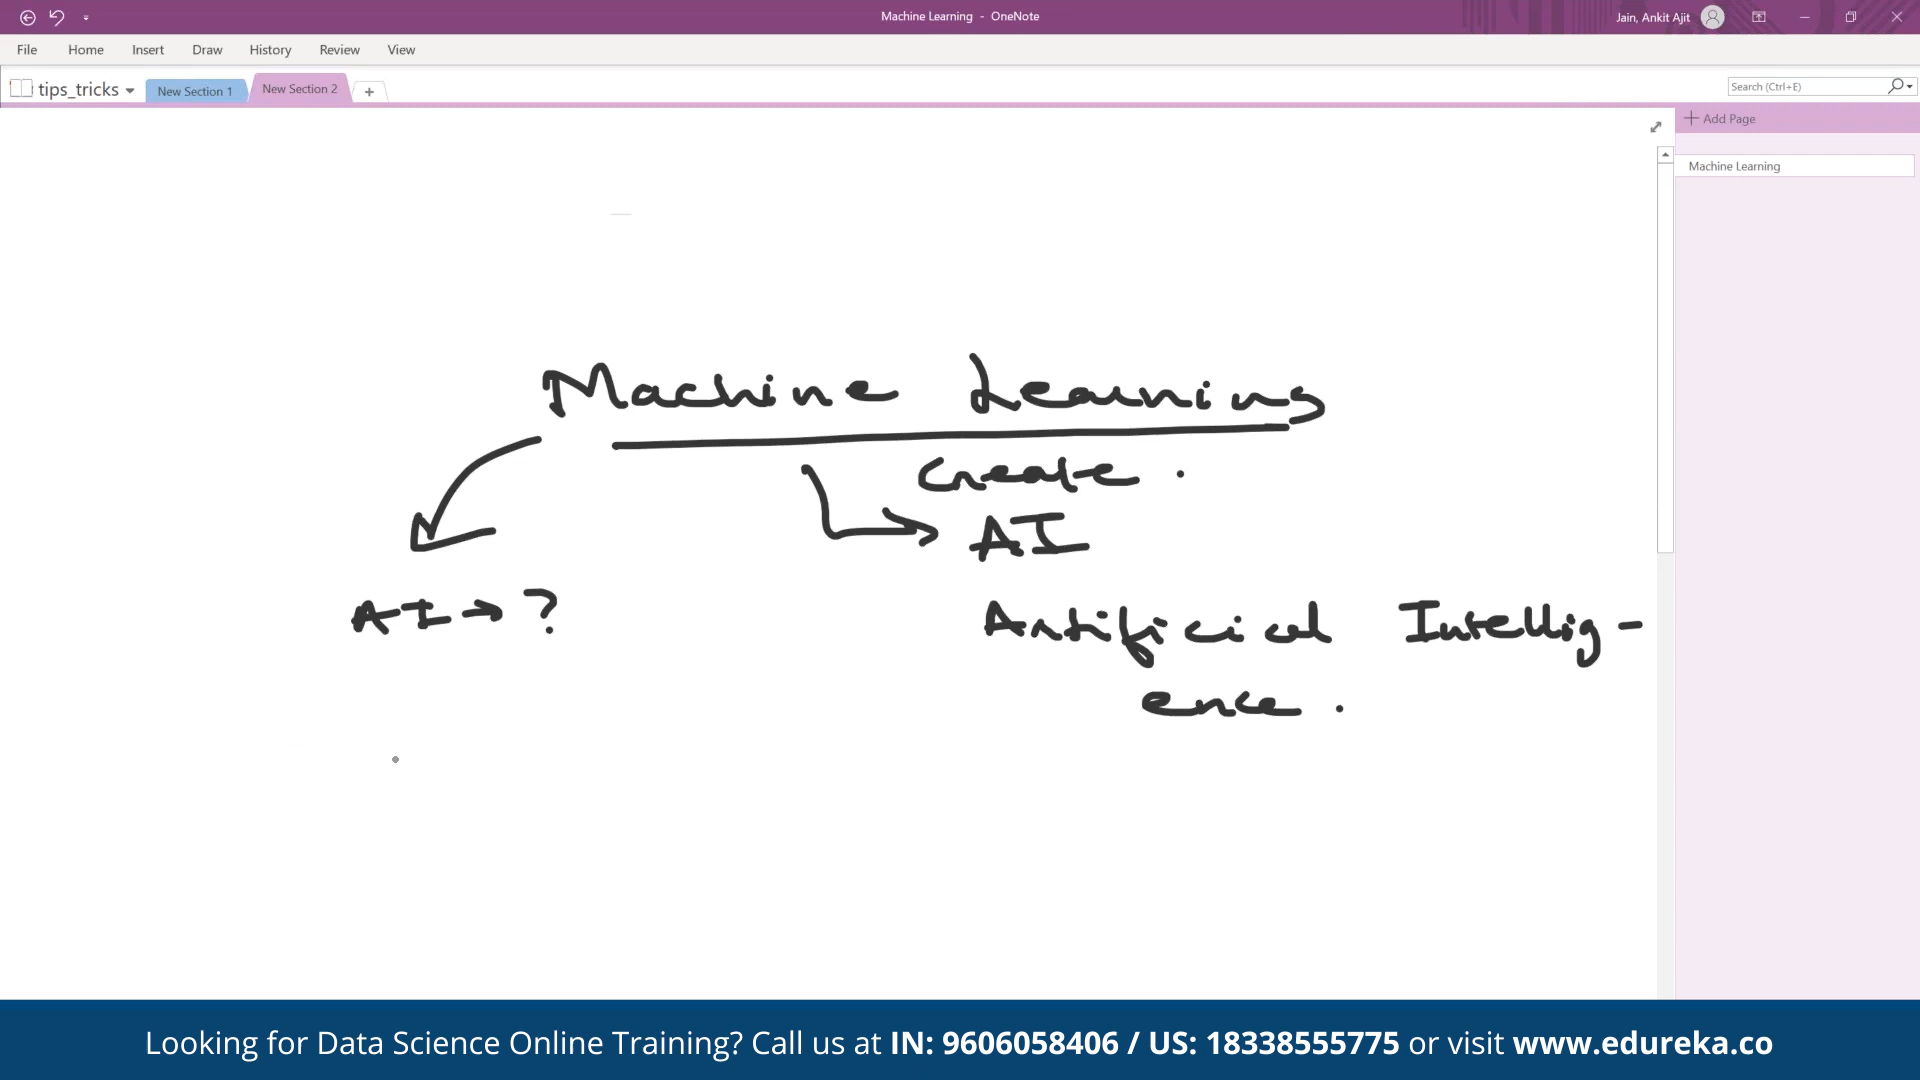 Machine Learning - OneNote
Jain, Ankit Ajit
File Home Insert Draw History Review View
tips_tricks New Section 1 New Section 2
Search (Ctrl+E)
Add Page
Machine Learning
Machine Learning
Create .
AI
AI → ?
Artificial Intellig -
ence .
Looking for Data Science Online Training? Call us at IN: 9606058406 / US: 18338555775 or visit www.edureka.co